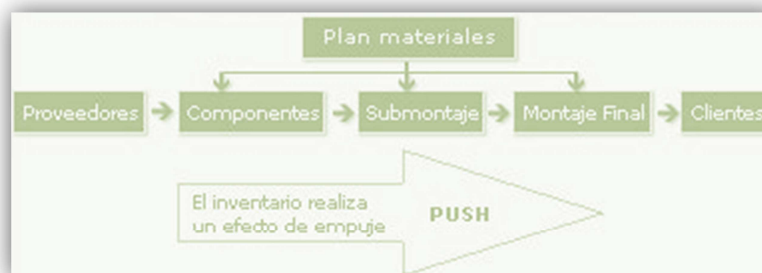 Plan materiales
Proveedores
Componentes
Submontaje
Montaje Final
Clientes
El inventario realiza
un efecto de empuje
PUSH